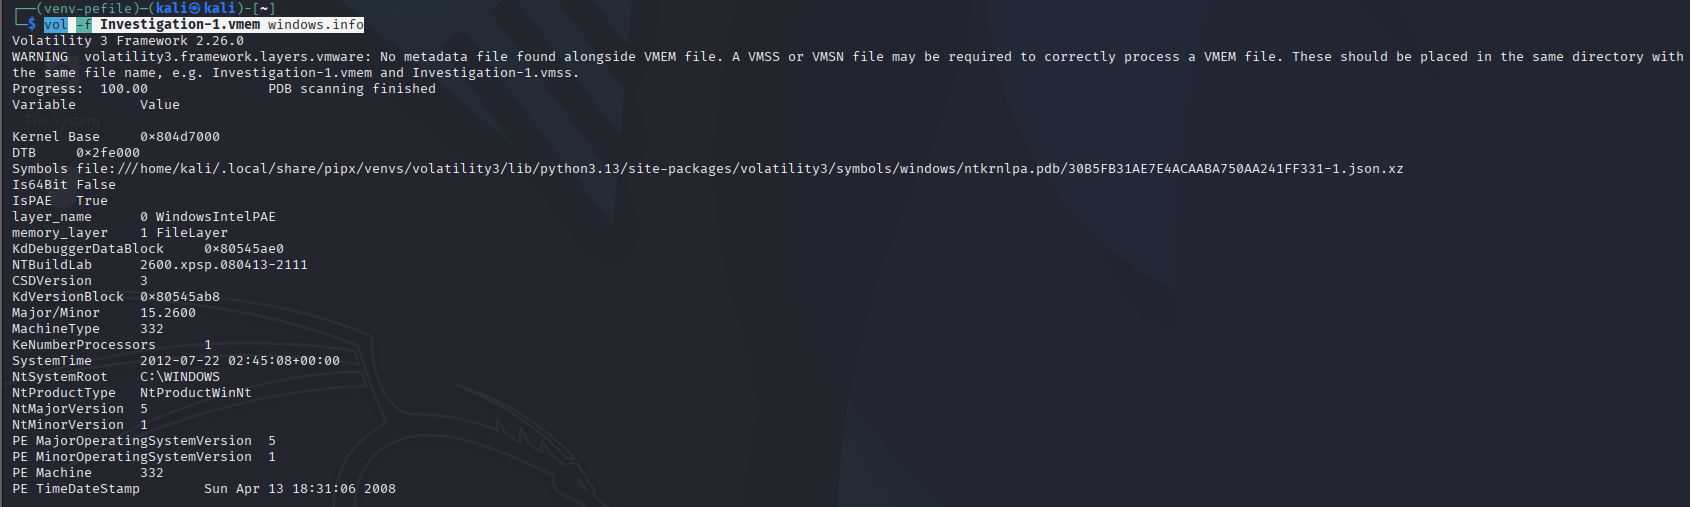 ┌──(venv-pefile)─(kali㉿kali)-[~]
└─$ vol -f Investigation-1.vmem windows.info
Volatility 3 Framework 2.26.0
WARNING  volatility3.framework.layers.vmware: No metadata file found alongside VMEM file. A VMSS or VMSN file may be required to correctly process a VMEM file. These should be placed in the same directory with
the same file name, e.g. Investigation-1.vmem and Investigation-1.vmss.
Progress:  100.00               PDB scanning finished
Variable        Value
File System
Kernel Base     0x804d7000
DTB     0x2fe000
Symbols file:///home/kali/.local/share/pipx/venvs/volatility3/lib/python3.13/site-packages/volatility3/symbols/windows/ntkrnlpa.pdb/30B5FB31AE7E4ACAABA750AA241FF331-1.json.xz
Is64Bit False
IsPAE   True
layer_name      0 WindowsIntelPAE
memory_layer    1 FileLayer
KdDebuggerDataBlock     0x80545ae0
NTBuildLab      2600.xpsp.080413-2111
CSDVersion      3
KdVersionBlock  0x80545ab8
Major/Minor     15.2600
MachineType     332
KeNumberProcessors      1
SystemTime      2012-07-22 02:45:08+00:00
NtSystemRoot    C:\WINDOWS
NtProductType   NtProductWinNt
NtMajorVersion  5
NtMinorVersion  1
PE MajorOperatingSystemVersion  5
PE MinorOperatingSystemVersion  1
PE Machine      332
PE TimeDateStamp        Sun Apr 13 18:31:06 2008